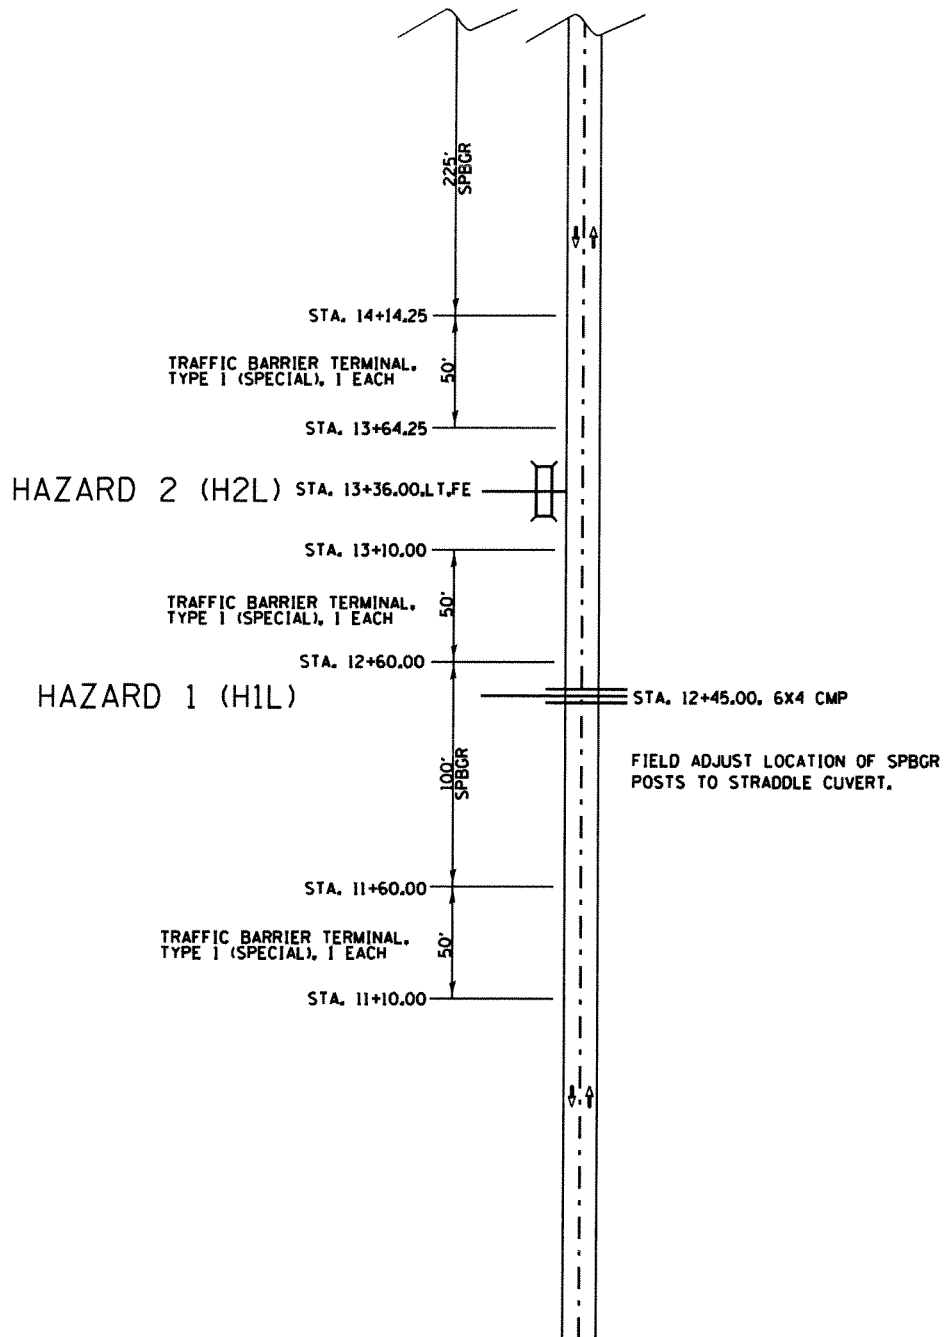 225'
SPBGR
STA. 14+14.25
TRAFFIC BARRIER TERMINAL,
TYPE 1 (SPECIAL), 1 EACH
50'
STA. 13+64.25
HAZARD 2 (H2L)
STA. 13+36.00,LT,FE
STA. 13+10.00
TRAFFIC BARRIER TERMINAL,
TYPE 1 (SPECIAL), 1 EACH
50'
STA. 12+60.00
HAZARD 1 (H1L)
STA. 12+45.00, 6X4 CMP
FIELD ADJUST LOCATION OF SPBGR
POSTS TO STRADDLE CUVERT.
100'
SPBGR
STA. 11+60.00
TRAFFIC BARRIER TERMINAL,
TYPE 1 (SPECIAL), 1 EACH
50'
STA. 11+10.00